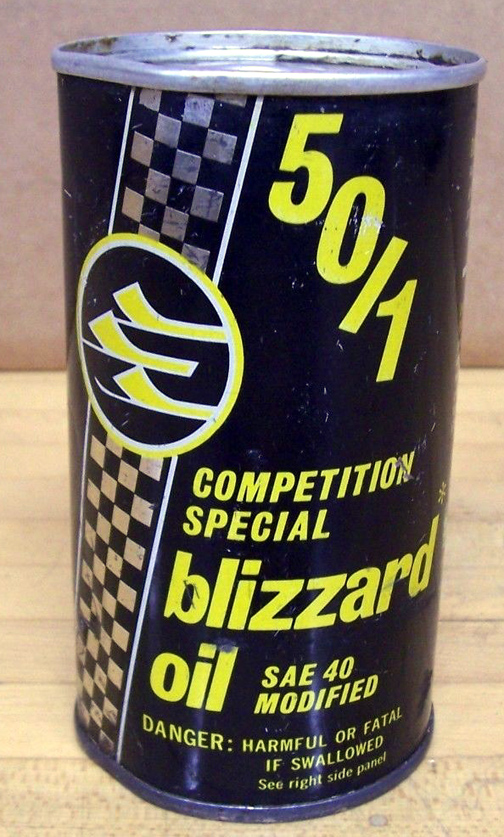 50/1
COMPETITION
SPECIAL
blizzard*
oil SAE 40
MODIFIED
DANGER: HARMFUL OR FATAL
IF SWALLOWED
See right side panel